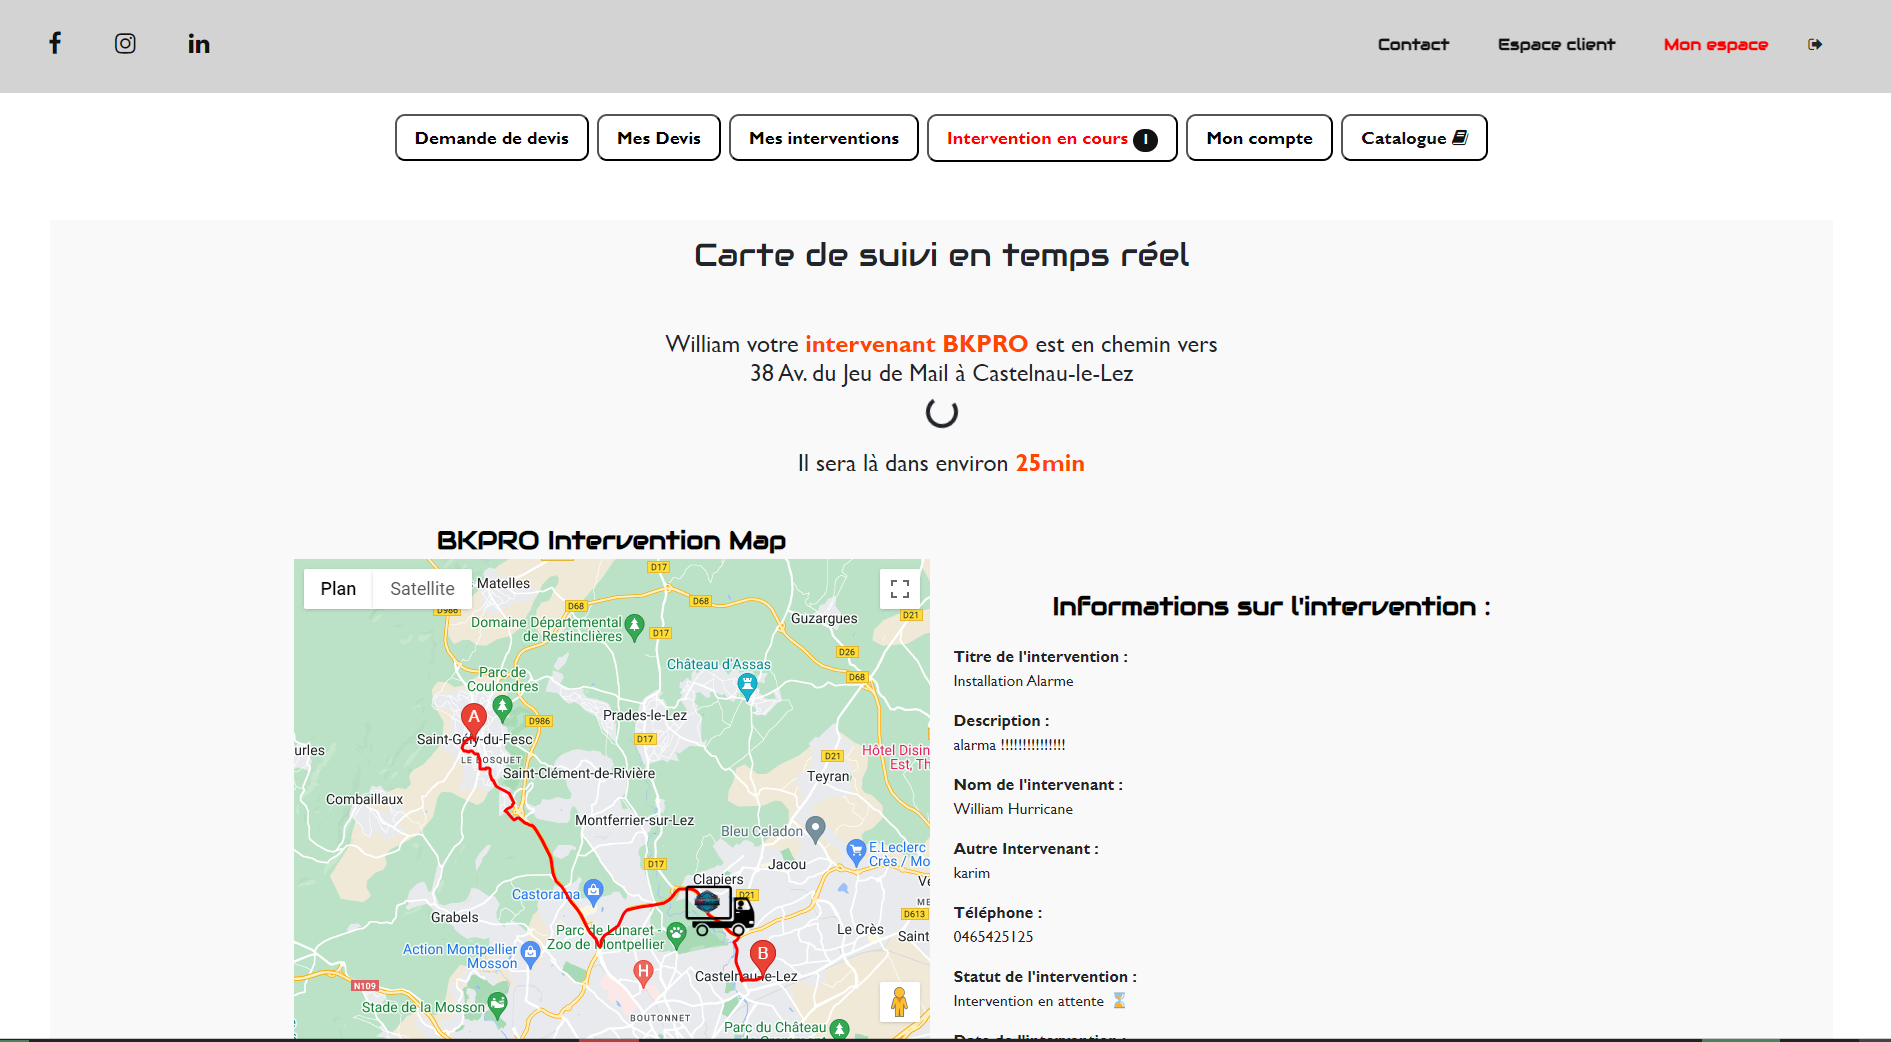 Contact
Espace client
Mon espace
Demande de devis
Mes Devis
Mes interventions
Intervention en cours 1
Mon compte
Catalogue
Carte de suivi en temps réel
William votre intervenant BKPRO est en chemin vers
38 Av. du Jeu de Mail à Castelnau-le-Lez
Il sera là dans environ 25min
BKPRO Intervention Map
Plan
Satellite
Matelles
D17
D986
D68
D68
D21
Guzargues
Domaine Départemental
de Restinclières
D17
D26
Château d'Assas
D68
Parc de
Coulondres
A
Prades-le-Lez
D986
Saint-Gély-du-Fesc
D17
urles
LE BOSQUET
D21
Hôtel Disin
Est, Th
Saint-Clément-de-Rivière
Teyran
Combaillaux
Montferrier-sur-Lez
Bleu Celadon
E.Leclerc
Crès / Mo
D17
Jacou
Clapiers
Castorama
D21
Grabels
D613
Le Crès
Saint
Parc de Lunaret -
Zoo de Montpellier
Action Montpellier
Mosson
B
H
Castelnau-le-Lez
N109
Stade de la Mosson
BOUTONNET
Parc du Château
Informations sur l'intervention :
Titre de l'intervention :
Installation Alarme
Description :
alarma !!!!!!!!!!!!!!!
Nom de l'intervenant :
William Hurricane
Autre Intervenant :
karim
Téléphone :
0465425125
Statut de l'intervention :
Intervention en attente ⌛
Date de l'intervention :